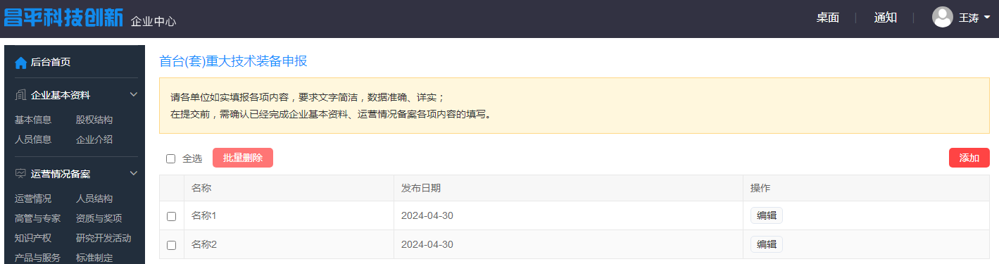 昌平科技创新 企业中心 桌面 通知 王涛
后台首页
企业基本资料
基本信息 股权结构
人员信息 企业介绍
运营情况备案
运营情况 人员结构
高管与专家 资质与奖项
知识产权 研究开发活动
产品与服务 标准制定
首台(套)重大技术装备申报
请各单位如实填报各项内容，要求文字简洁，数据准确、详实；
在提交前，需确认已经完成企业基本资料、运营情况备案各项内容的填写。
全选 批量删除 添加
名称 发布日期 操作
名称1 2024-04-30 编辑
名称2 2024-04-30 编辑